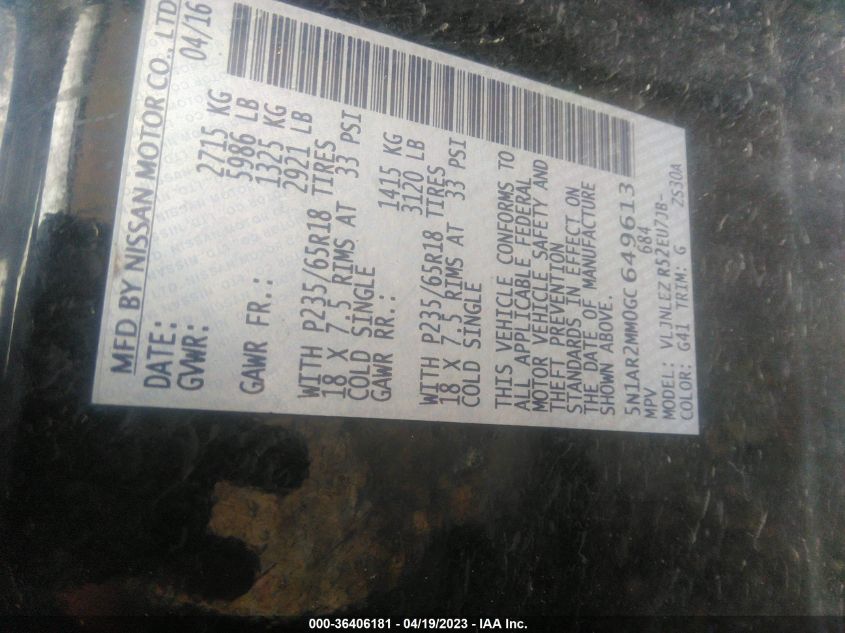 MFD BY NISSAN MOTOR CO., LTD
DATE: 04/16
GVWR: 2715 KG
5986 LB
GAWR FR.: 1325 KG
2921 LB
WITH P235/65R18 TIRES
18 X 7.5 RIMS AT 33 PSI
COLD SINGLE
GAWR RR.: 1415 KG
3120 LB
WITH P235/65R18 TIRES
18 X 7.5 RIMS AT 33 PSI
COLD SINGLE
THIS VEHICLE CONFORMS TO
ALL APPLICABLE FEDERAL
MOTOR VEHICLE SAFETY AND
THEFT PREVENTION
STANDARDS IN EFFECT ON
THE DATE OF MANUFACTURE
SHOWN ABOVE.
5N1AR2MM0GC 649613
MPV 684
MODEL: VLJNLEZ R52EU7JB-
COLOR: G41 TRIM: G ZS30A
000-36406181 - 04/19/2023 - IAA Inc.